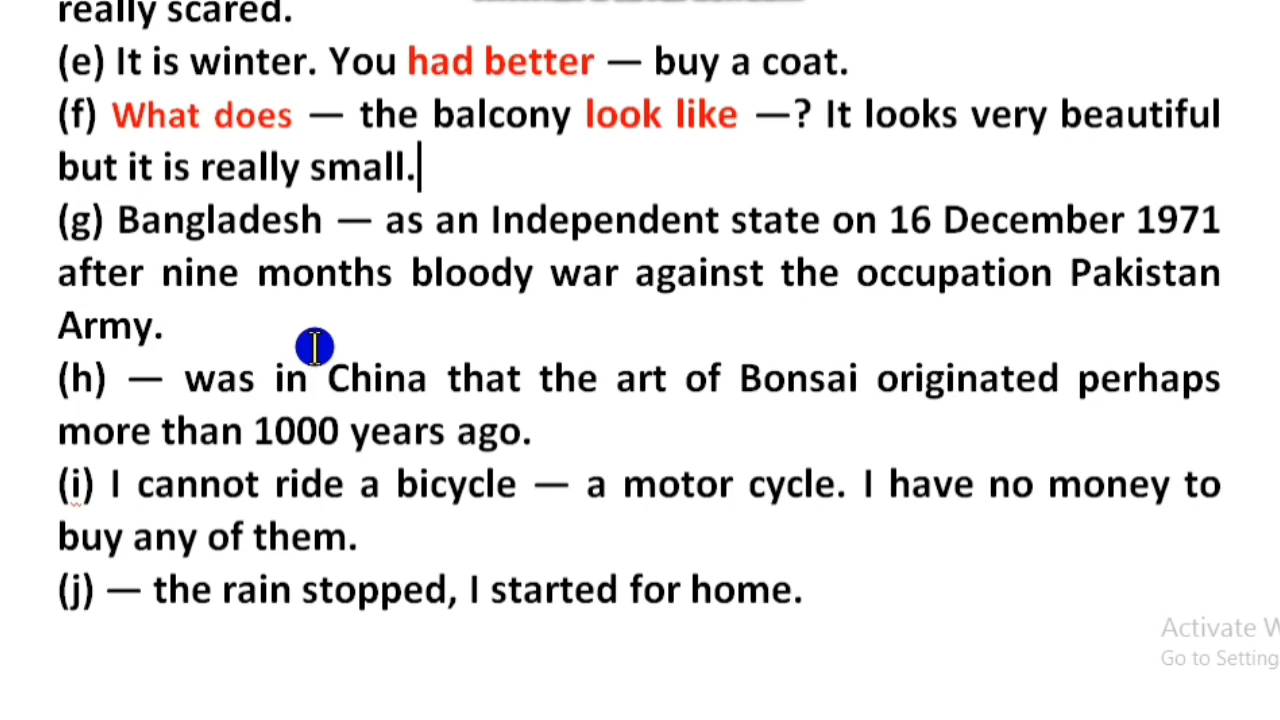 really scared.
(e) It is winter. You had better — buy a coat.
(f) What does — the balcony look like —? It looks very beautiful
but it is really small.
(g) Bangladesh — as an Independent state on 16 December 1971
after nine months bloody war against the occupation Pakistan
Army.
(h) — was in China that the art of Bonsai originated perhaps
more than 1000 years ago.
(i) I cannot ride a bicycle — a motor cycle. I have no money to
buy any of them.
(j) — the rain stopped, I started for home.
Activate W
Go to Setting